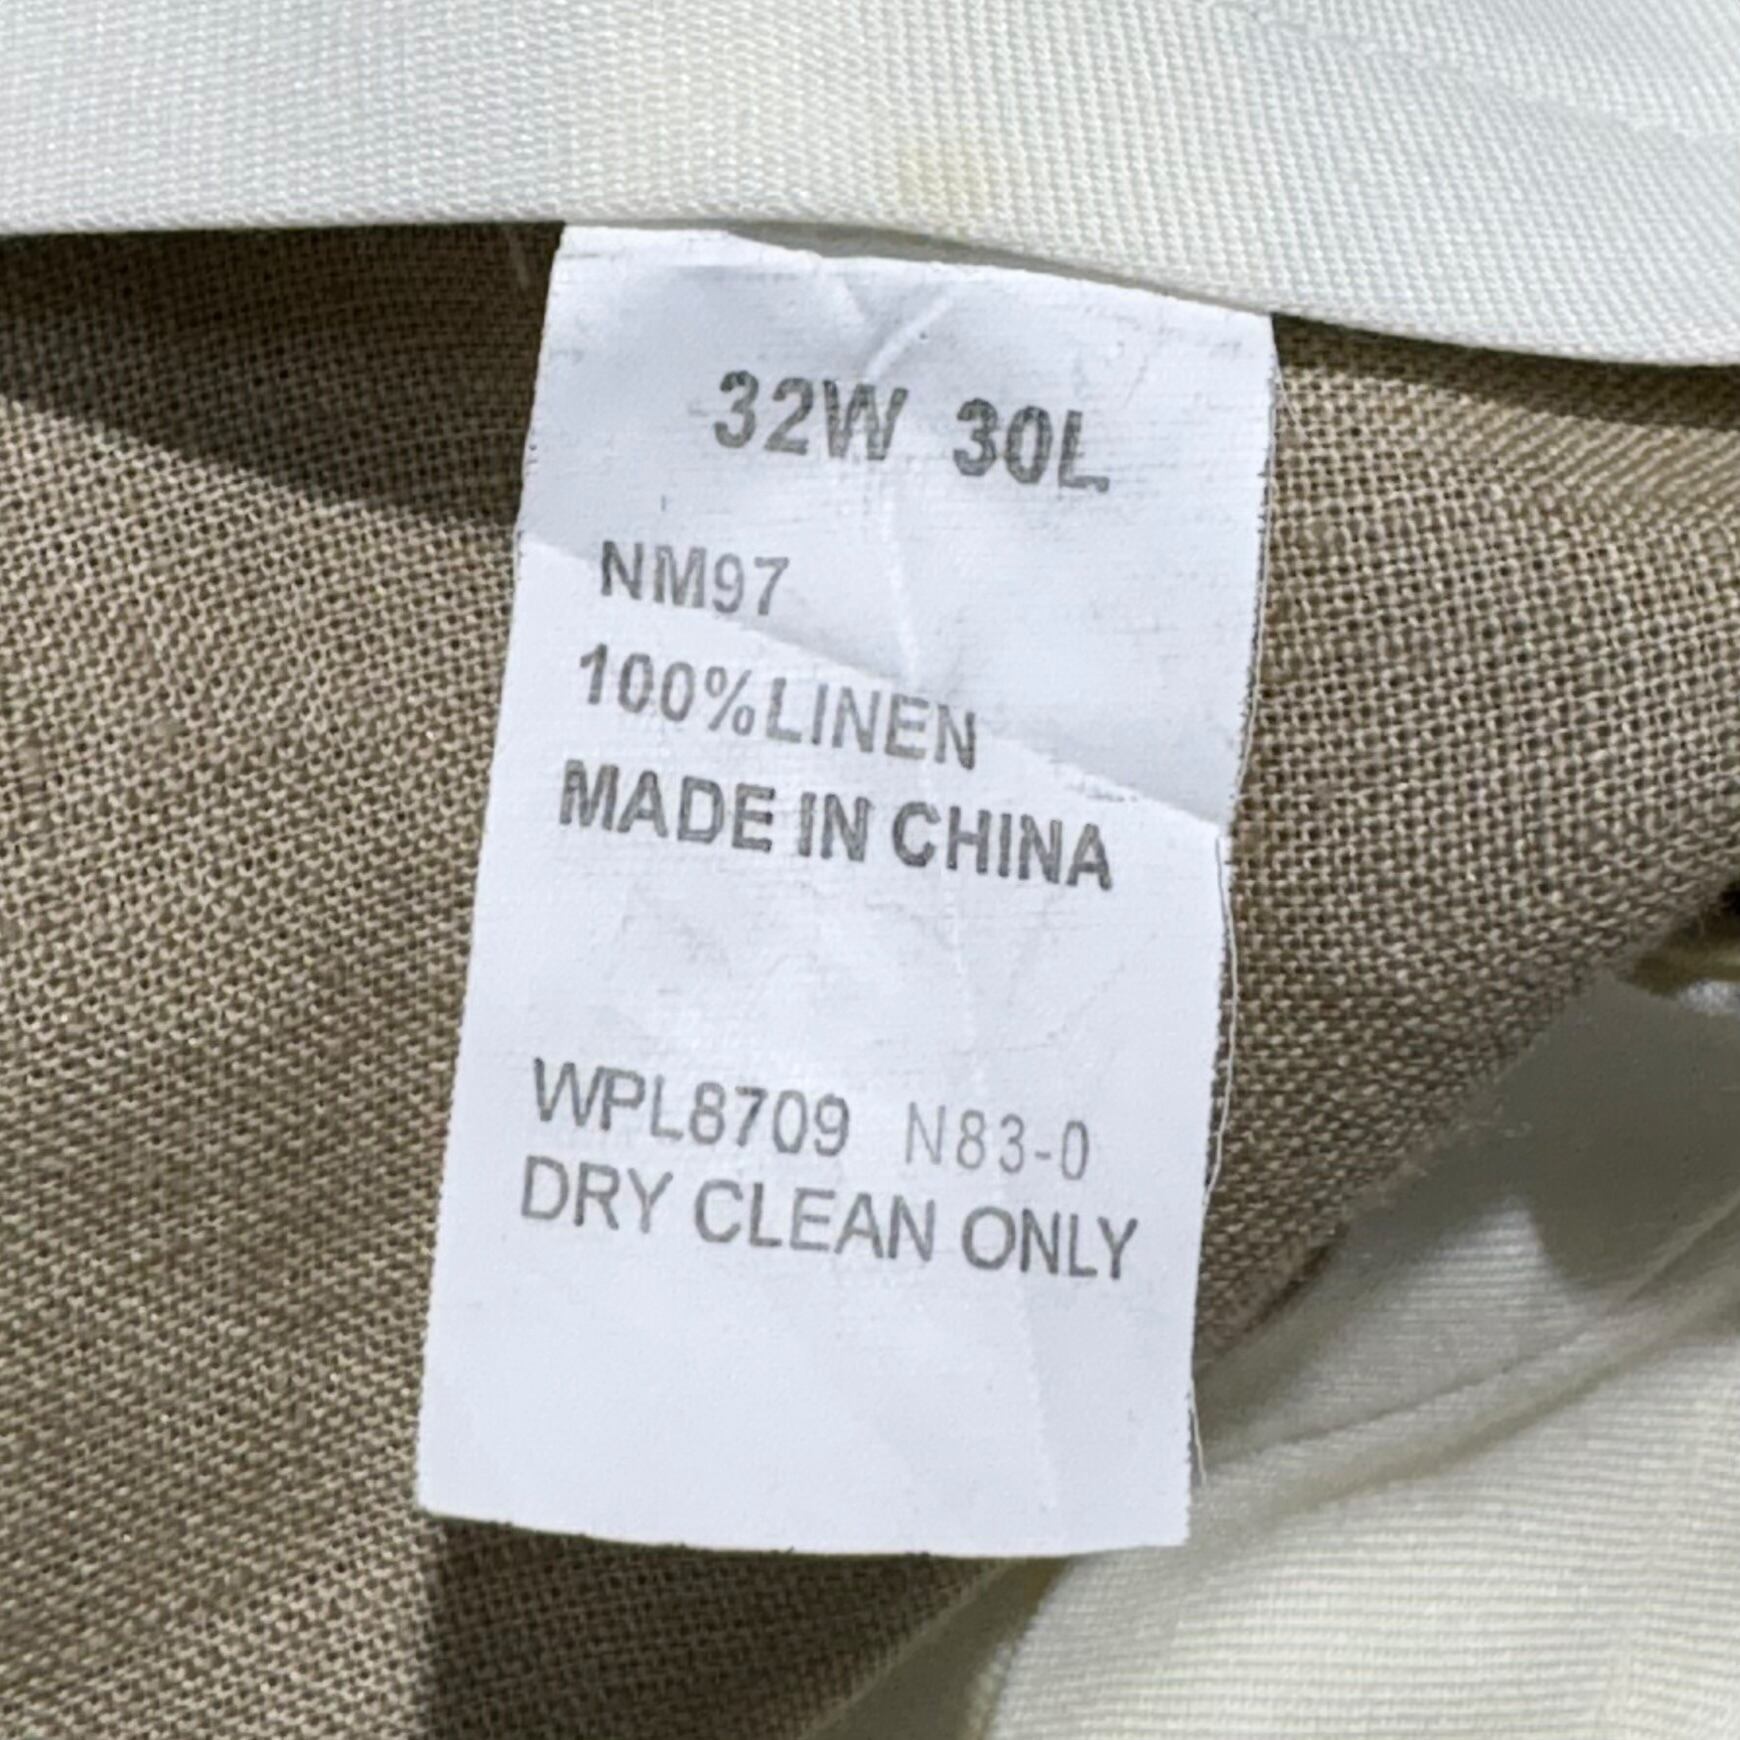 32W 30L
NM97
100%LINEN
MADE IN CHINA
WPL8709 N83-0
DRY CLEAN ONLY